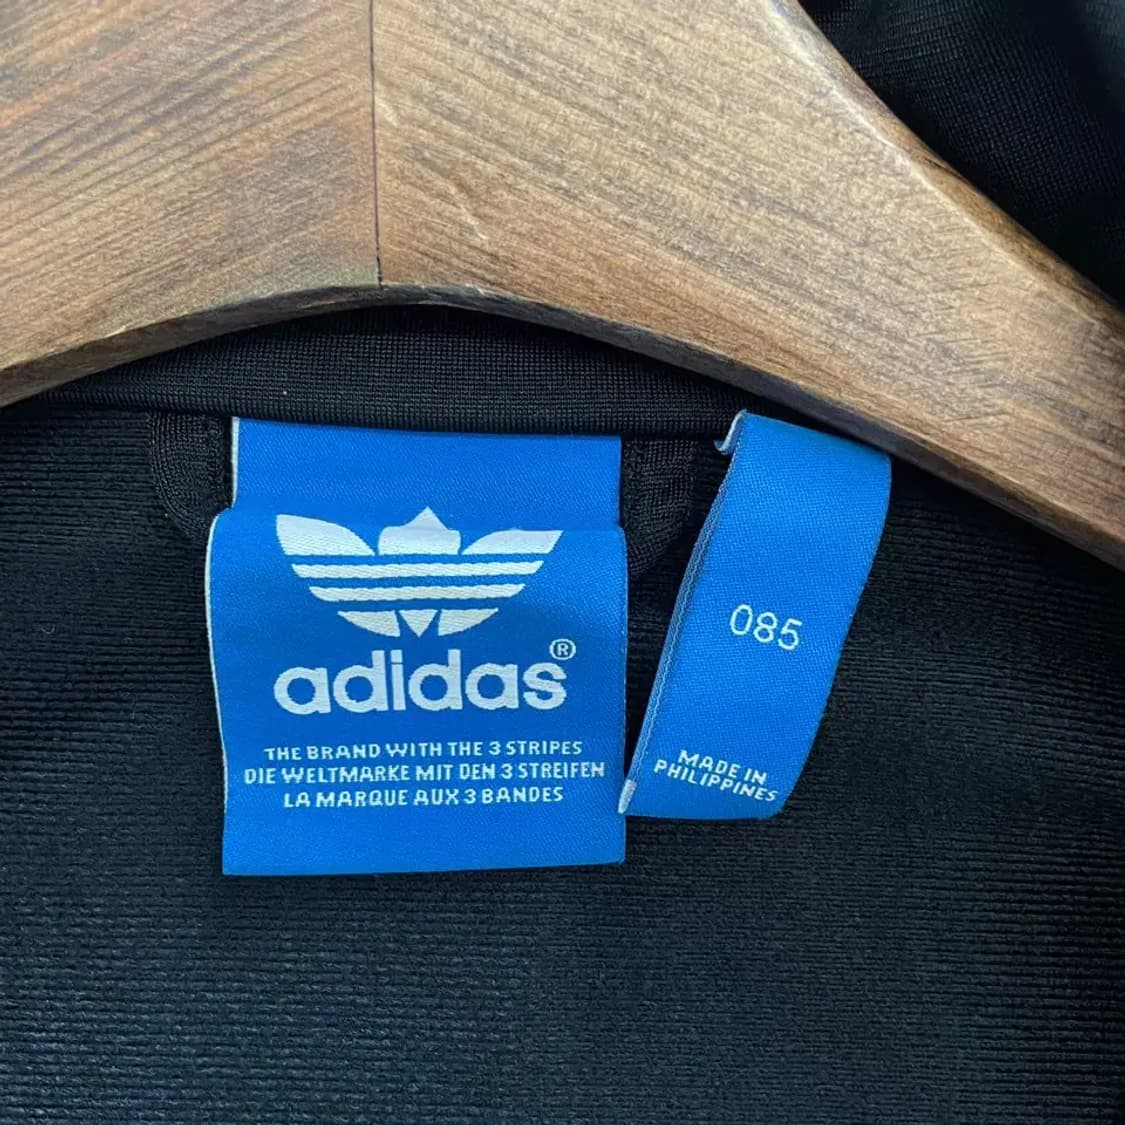 adidas®
THE BRAND WITH THE 3 STRIPES
DIE WELTMARKE MIT DEN 3 STREIFEN
LA MARQUE AUX 3 BANDES
085
MADE IN
PHILIPPINES